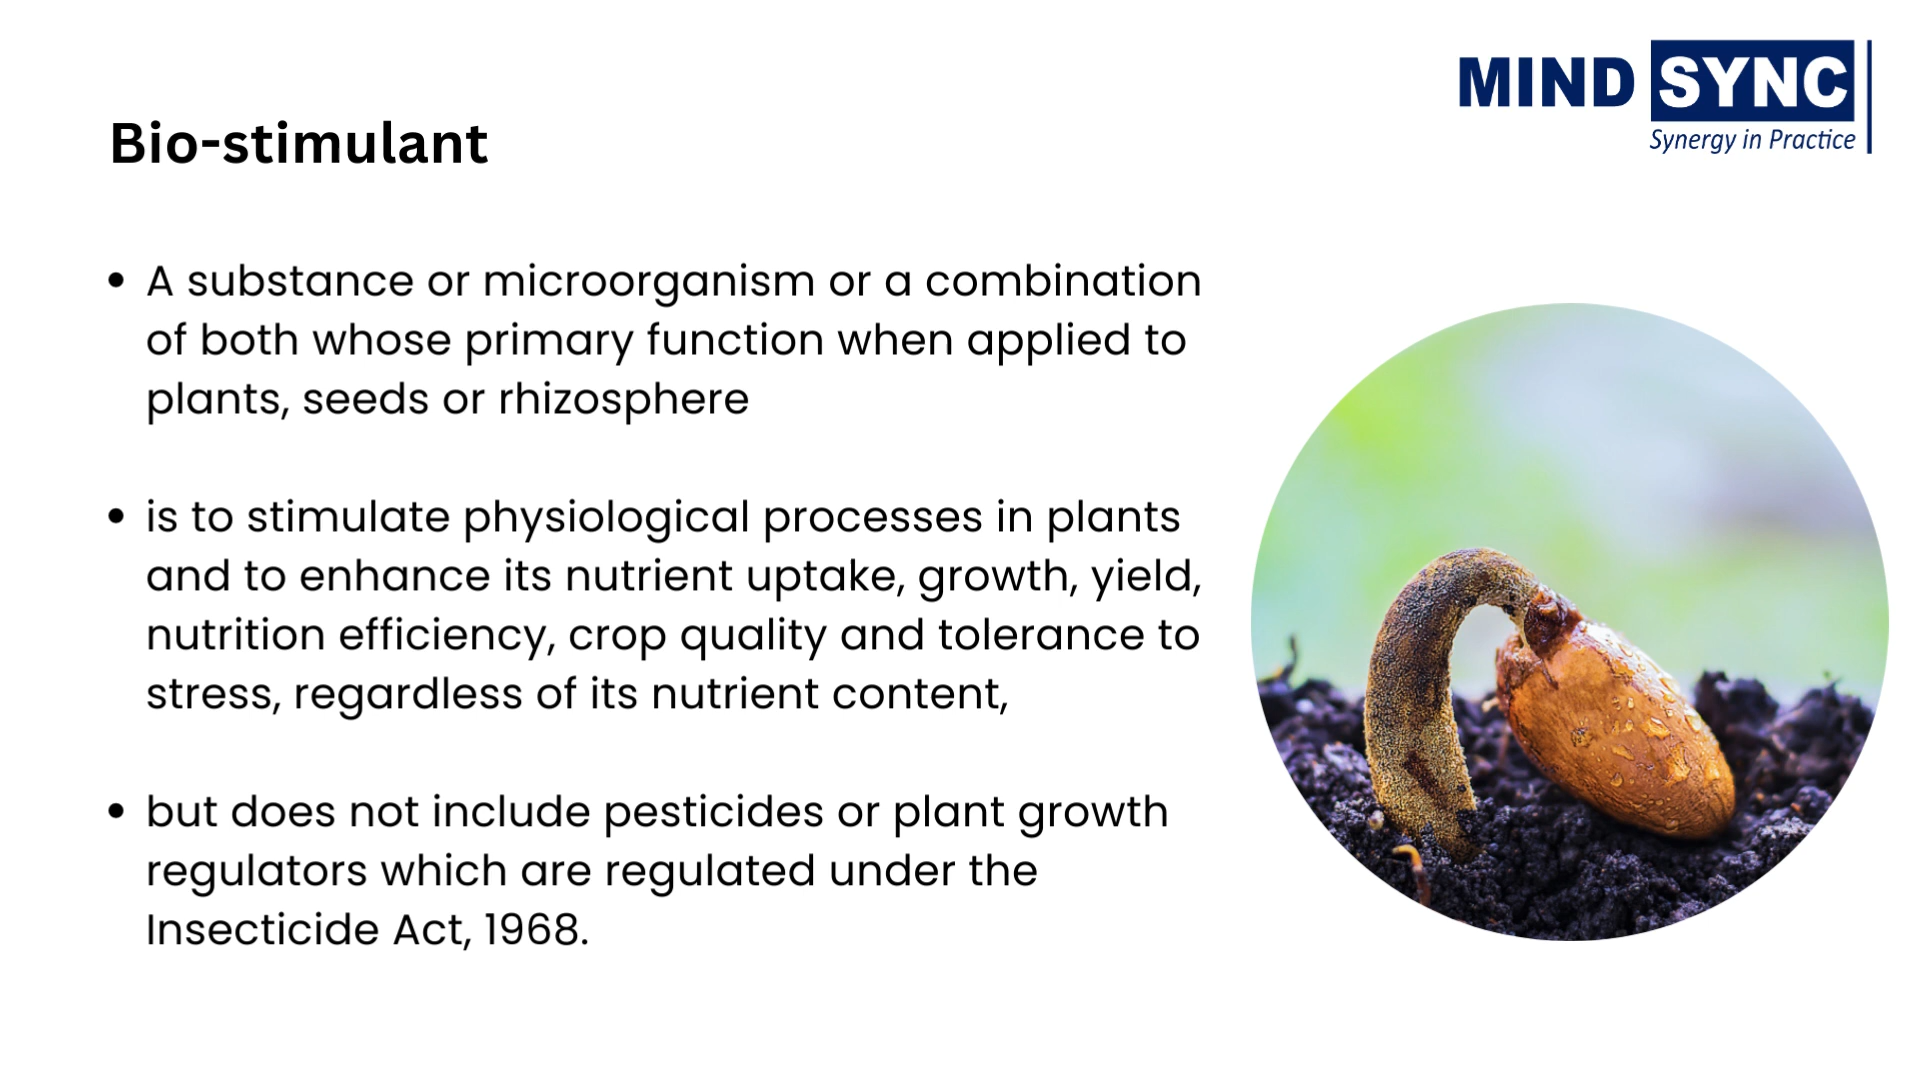 MIND SYNC
Synergy in Practice
Bio-stimulant
• A substance or microorganism or a combination
of both whose primary function when applied to
plants, seeds or rhizosphere
• is to stimulate physiological processes in plants
and to enhance its nutrient uptake, growth, yield,
nutrition efficiency, crop quality and tolerance to
stress, regardless of its nutrient content,
• but does not include pesticides or plant growth
regulators which are regulated under the
Insecticide Act, 1968.